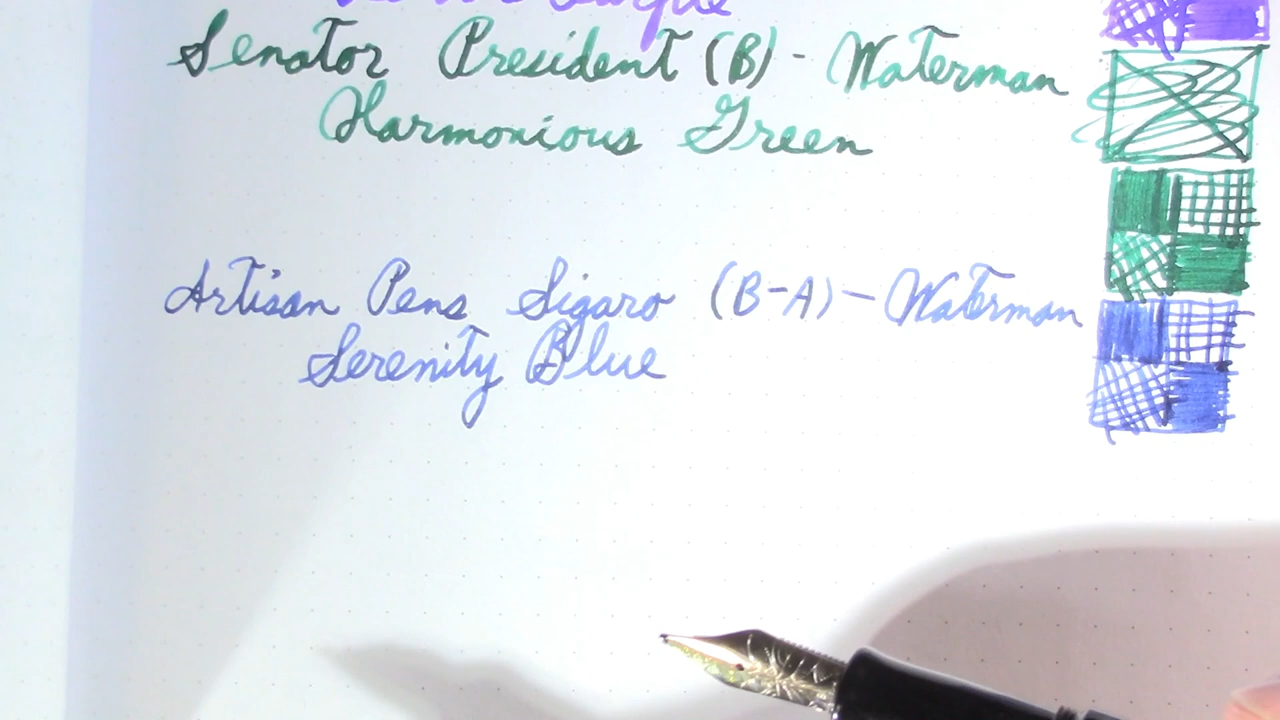 Senator President (B) - Waterman
Harmonious Green
Artisan Pens Sigaro (B-A) - Waterman
Serenity Blue